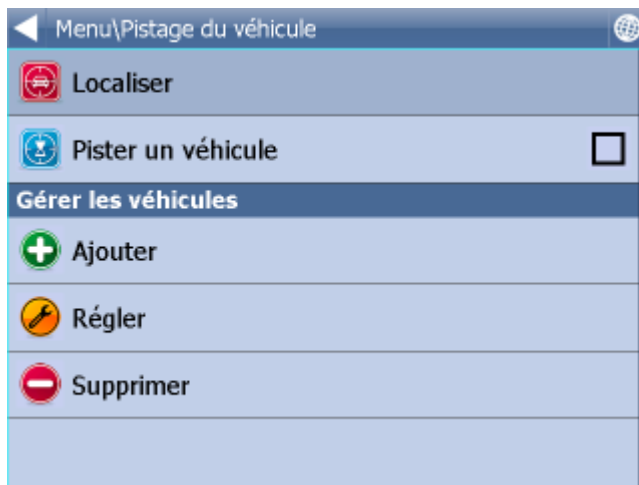 Menu\Pistage du véhicule
Localiser
Pister un véhicule
Gérer les véhicules
Ajouter
Régler
Supprimer